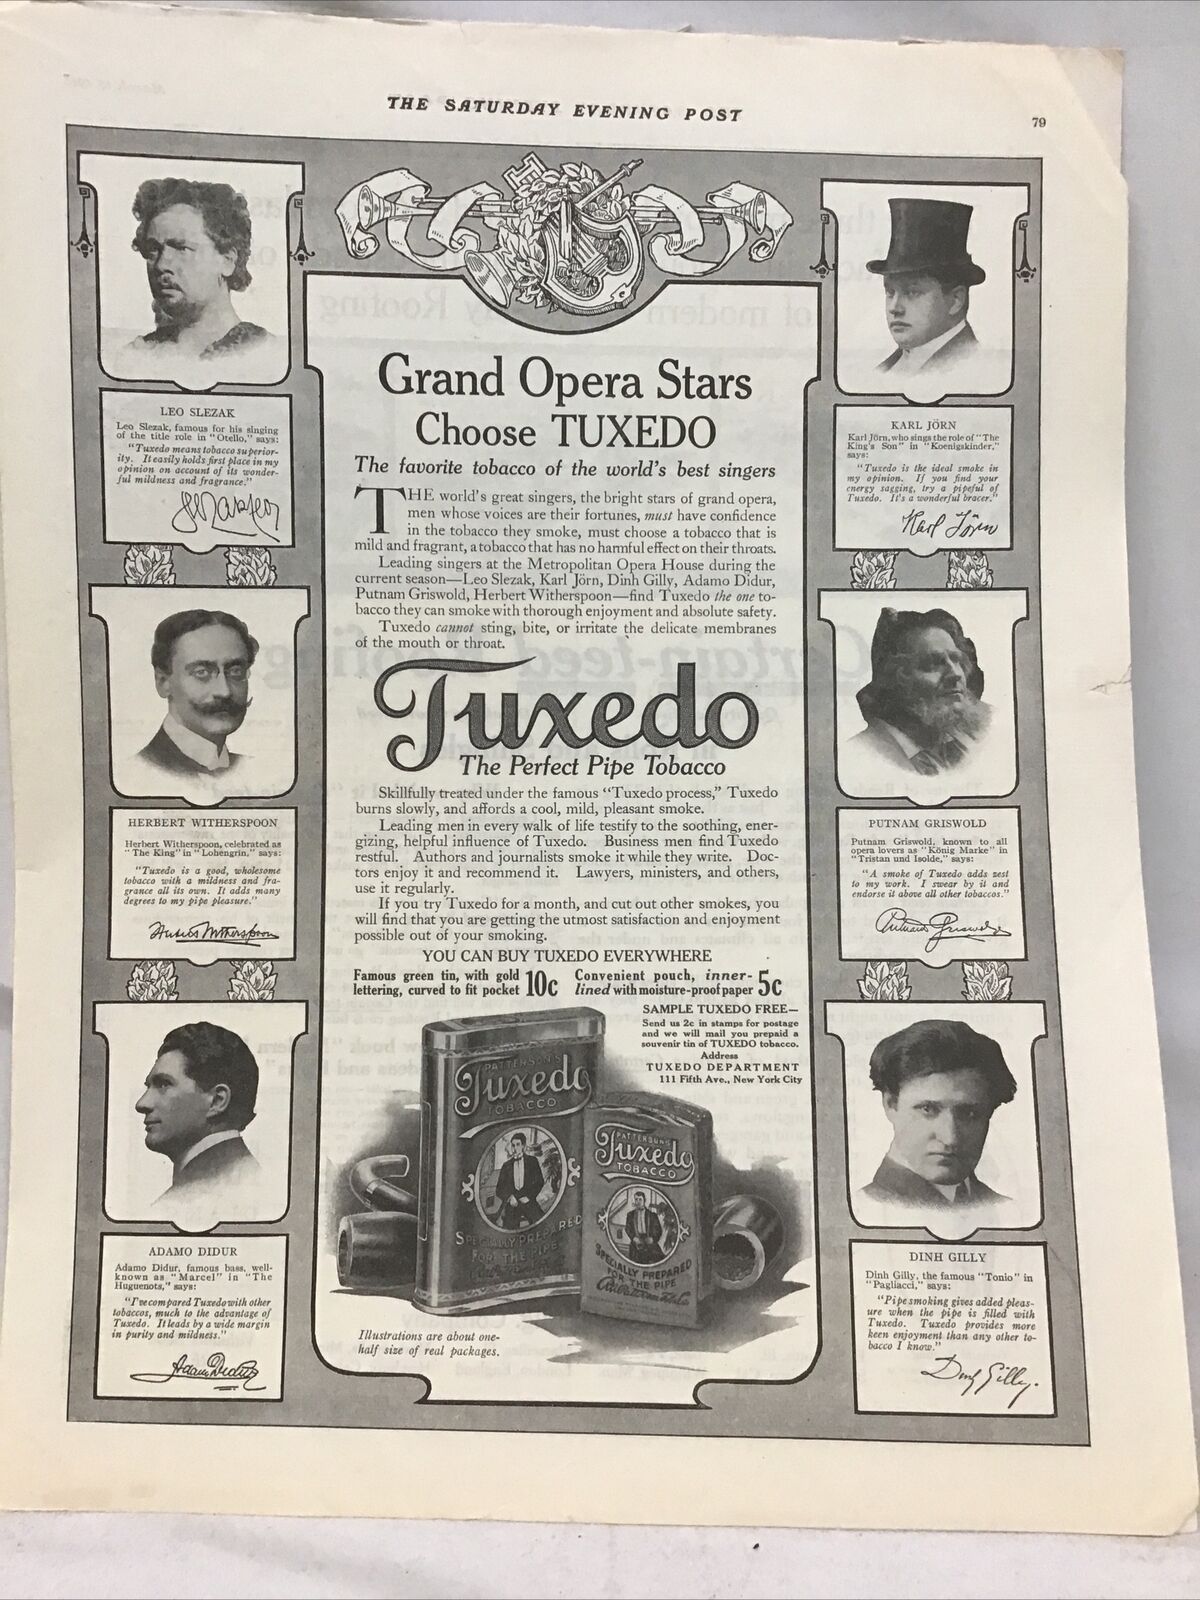 THE SATURDAY EVENING POST
79
LEO SLEZAK
Leo Slezak, famous for his singing
of the title role in "Otello," says:
"Tuxedo means tobacco superior-
ity. It easily holds first place in my
opinion on account of its wonder-
ful mildness and fragrance."
HERBERT WITHERSPOON
Herbert Witherspoon, celebrated as
"The King" in "Lohengrin," says:
"Tuxedo is a good, wholesome
tobacco with a mildness and fra-
grance all its own. It adds many
degrees to my pipe pleasure."
Herbert Witherspoon
ADAMO DIDUR
Adamo Didur, famous bass, well-
known as "Marcel" in "The
Huguenots," says:
"I've compared Tuxedo with other
tobaccos, much to the advantage of
Tuxedo. It leads by a wide margin
in purity and mildness."
Adamo Didur
Grand Opera Stars
Choose TUXEDO
The favorite tobacco of the world's best singers
THE world's great singers, the bright stars of grand opera,
men whose voices are their fortunes, must have confidence
in the tobacco they smoke, must choose a tobacco that is
mild and fragrant, a tobacco that has no harmful effect on their throats.
Leading singers at the Metropolitan Opera House during the
current season—Leo Slezak, Karl Jörn, Dinh Gilly, Adamo Didur,
Putnam Griswold, Herbert Witherspoon—find Tuxedo the one to-
bacco they can smoke with thorough enjoyment and absolute safety.
Tuxedo cannot sting, bite, or irritate the delicate membranes
of the mouth or throat.
Tuxedo
The Perfect Pipe Tobacco
Skillfully treated under the famous "Tuxedo process," Tuxedo
burns slowly, and affords a cool, mild, pleasant smoke.
Leading men in every walk of life testify to the soothing, ener-
gizing, helpful influence of Tuxedo. Business men find Tuxedo
restful. Authors and journalists smoke it while they write. Doc-
tors enjoy it and recommend it. Lawyers, ministers, and others,
use it regularly.
If you try Tuxedo for a month, and cut out other smokes, you
will find that you are getting the utmost satisfaction and enjoyment
possible out of your smoking.
YOU CAN BUY TUXEDO EVERYWHERE
Famous green tin, with gold
lettering, curved to fit pocket 10c
Convenient pouch, inner-
lined with moisture-proof paper 5c
SAMPLE TUXEDO FREE—
Send us 2c in stamps for postage
and we will mail you prepaid a
souvenir tin of TUXEDO tobacco.
Address
TUXEDO DEPARTMENT
111 Fifth Ave., New York City
PATTERSON'S
Tuxedo
TOBACCO
SPECIALLY PREPARED
FOR THE PIPE
PATTERSON'S
Tuxedo
TOBACCO
SPECIALLY PREPARED
FOR THE PIPE
Illustrations are about one-
half size of real packages.
KARL JÖRN
Karl Jörn, who sings the role of "The
King's Son" in "Koenigskinder,"
says:
"Tuxedo is the ideal smoke in
my opinion. If you find your
energy sagging, try a pipeful of
Tuxedo. It's a wonderful bracer."
Karl Jörn
PUTNAM GRISWOLD
Putnam Griswold, known to all
opera lovers as "König Marke" in
"Tristan und Isolde," says:
"A smoke of Tuxedo adds zest
to my work. I swear by it and
endorse it above all other tobaccos."
Putnam Griswold
DINH GILLY
Dinh Gilly, the famous "Tonio" in
"Pagliacci," says:
"Pipe smoking gives added pleas-
ure when the pipe is filled with
Tuxedo. Tuxedo provides more
keen enjoyment than any other to-
bacco I know."
Dinh Gilly.